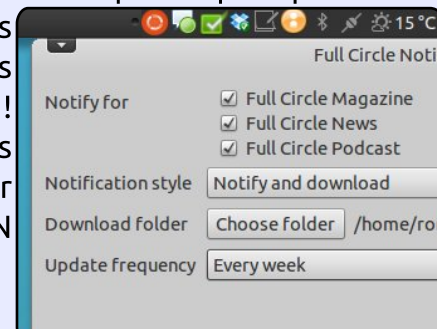 s
s
!
s
r
N
15 °C
Full Circle Noti
Notify for
Full Circle Magazine
Full Circle News
Full Circle Podcast
Notification style Notify and download
Download folder Choose folder /home/ro
Update frequency Every week